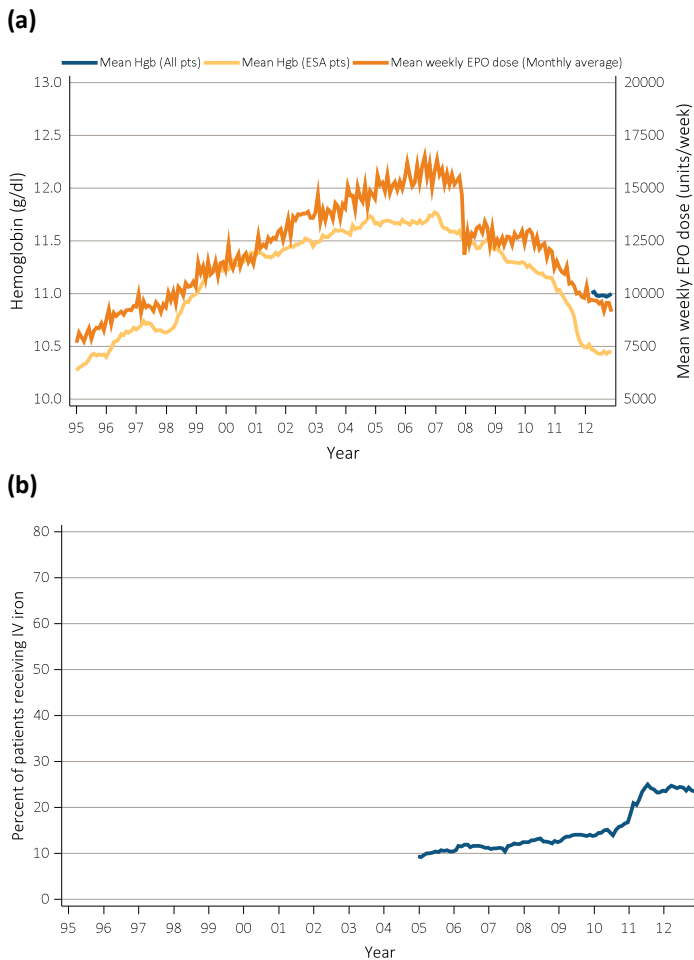 (a)
Mean Hgb (All pts) Mean Hgb (ESA pts) Mean weekly EPO dose (Monthly average)
13.0
12.5
12.0
11.5
11.0
10.5
10.0
Hemoglobin (g/dl)
20000
17500
15000
12500
10000
7500
5000
Mean weekly EPO dose (units/week)
95 96 97 98 99 00 01 02 03 04 05 06 07 08 09 10 11 12
Year
(b)
80
70
60
50
40
30
20
10
0
Percent of patients receiving IV iron
95 95 96 97 99 00 01 02 03 04 05 06 07 08 09 10 11 12
Year